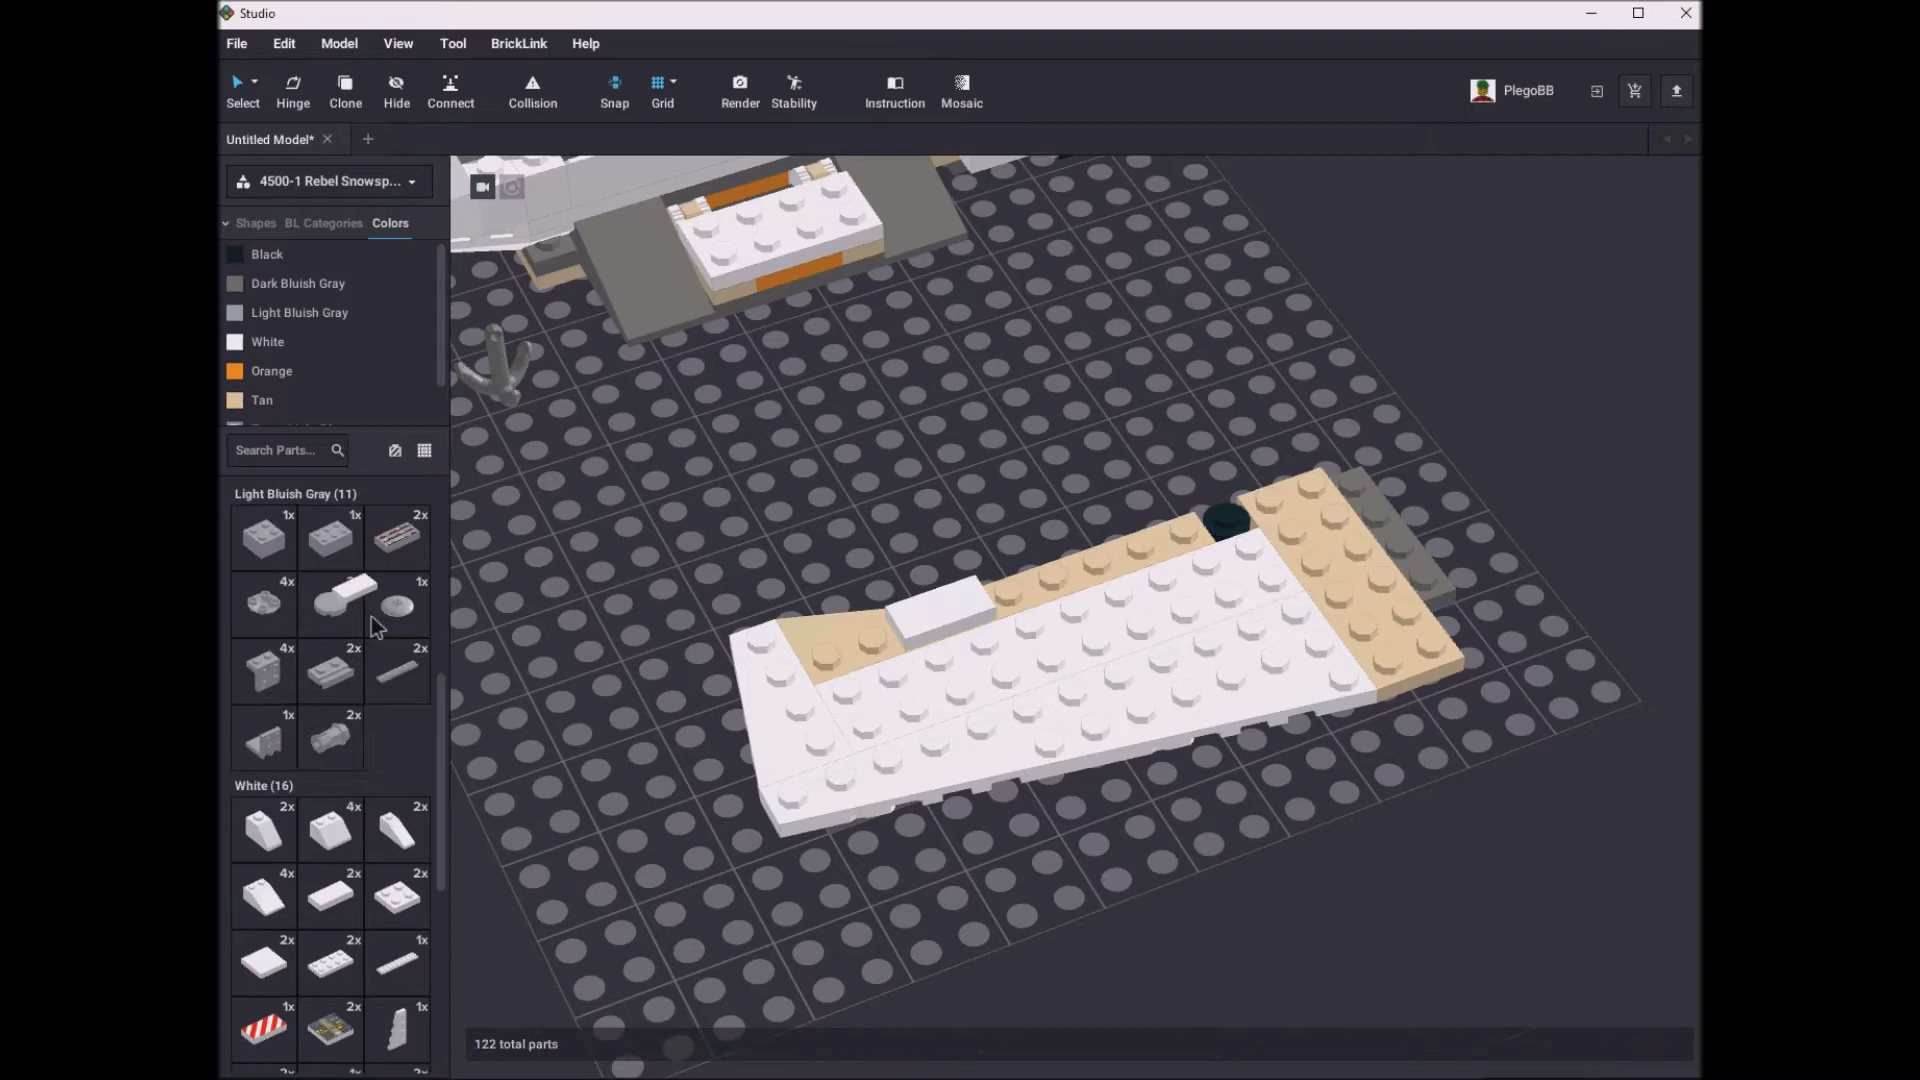 Studio
File Edit Model View Tool BrickLink Help
Select Hinge Clone Hide Connect Collision Snap Grid Render Stability Instruction Mosaic PlegoBB
Untitled Model*
4500-1 Rebel Snowsp...
Shapes BL Categories Colors
Black
Dark Bluish Gray
Light Bluish Gray
White
Orange
Tan
Search Parts...
Light Bluish Gray (11)
1x 1x 2x
4x 1x
4x 2x 2x
1x 2x
White (16)
2x 4x 2x
4x 2x 2x
2x 2x 1x
1x 2x 1x
122 total parts